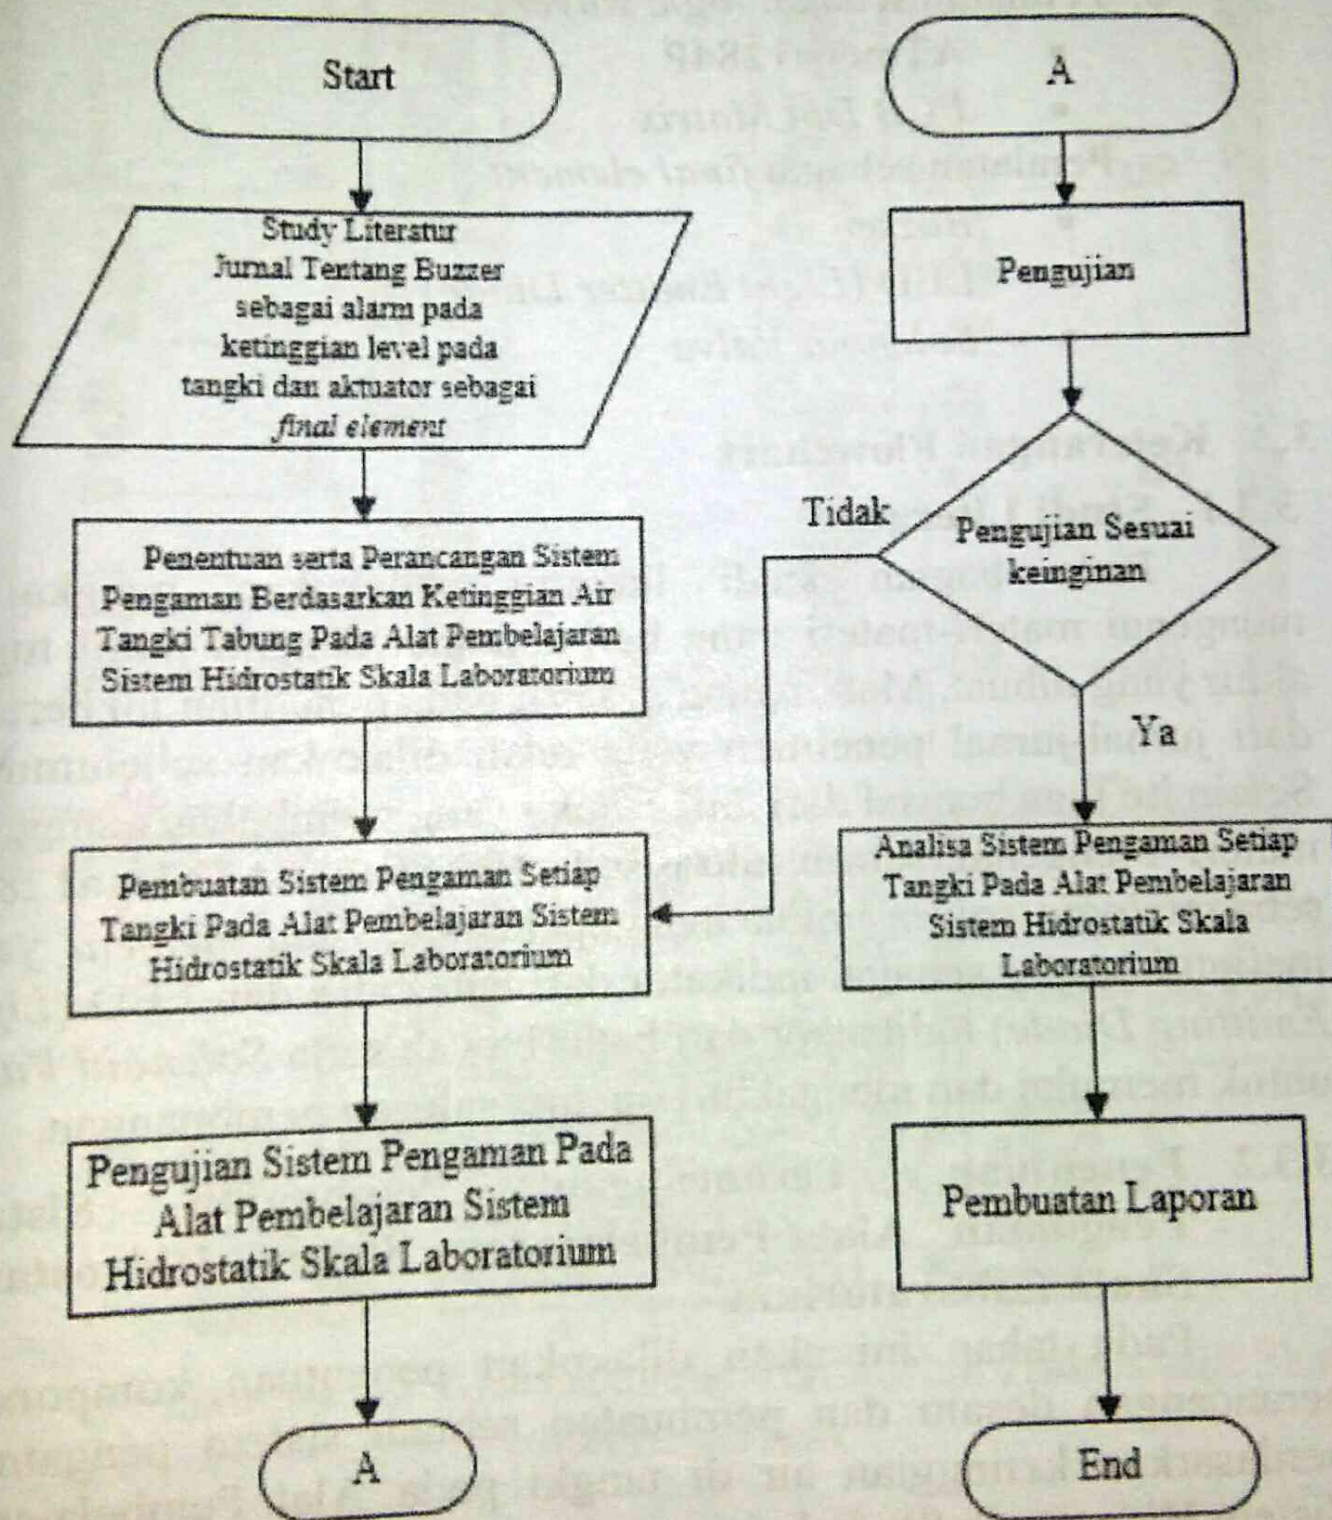 Start
Study Literatur
Jurnal Tentang Buzzer
sebagai alarm pada
ketinggian level pada
tangki dan aktuator sebagai
final element
Penentuan serta Perancangan Sistem
Pengaman Berdasarkan Ketinggian Air
Tangki Tabung Pada Alat Pembelajaran
Sistem Hidrostatik Skala Laboratorium
Pembuatan Sistem Pengaman Setiap
Tangki Pada Alat Pembelajaran Sistem
Hidrostatik Skala Laboratorium
Pengujian Sistem Pengaman Pada
Alat Pembelajaran Sistem
Hidrostatik Skala Laboratorium
A
A
Pengujian
Pengujian Sesuai
keinginan
Tidak
Ya
Analisa Sistem Pengaman Setiap
Tangki Pada Alat Pembelajaran
Sistem Hidrostatik Skala
Laboratorium
Pembuatan Laporan
End